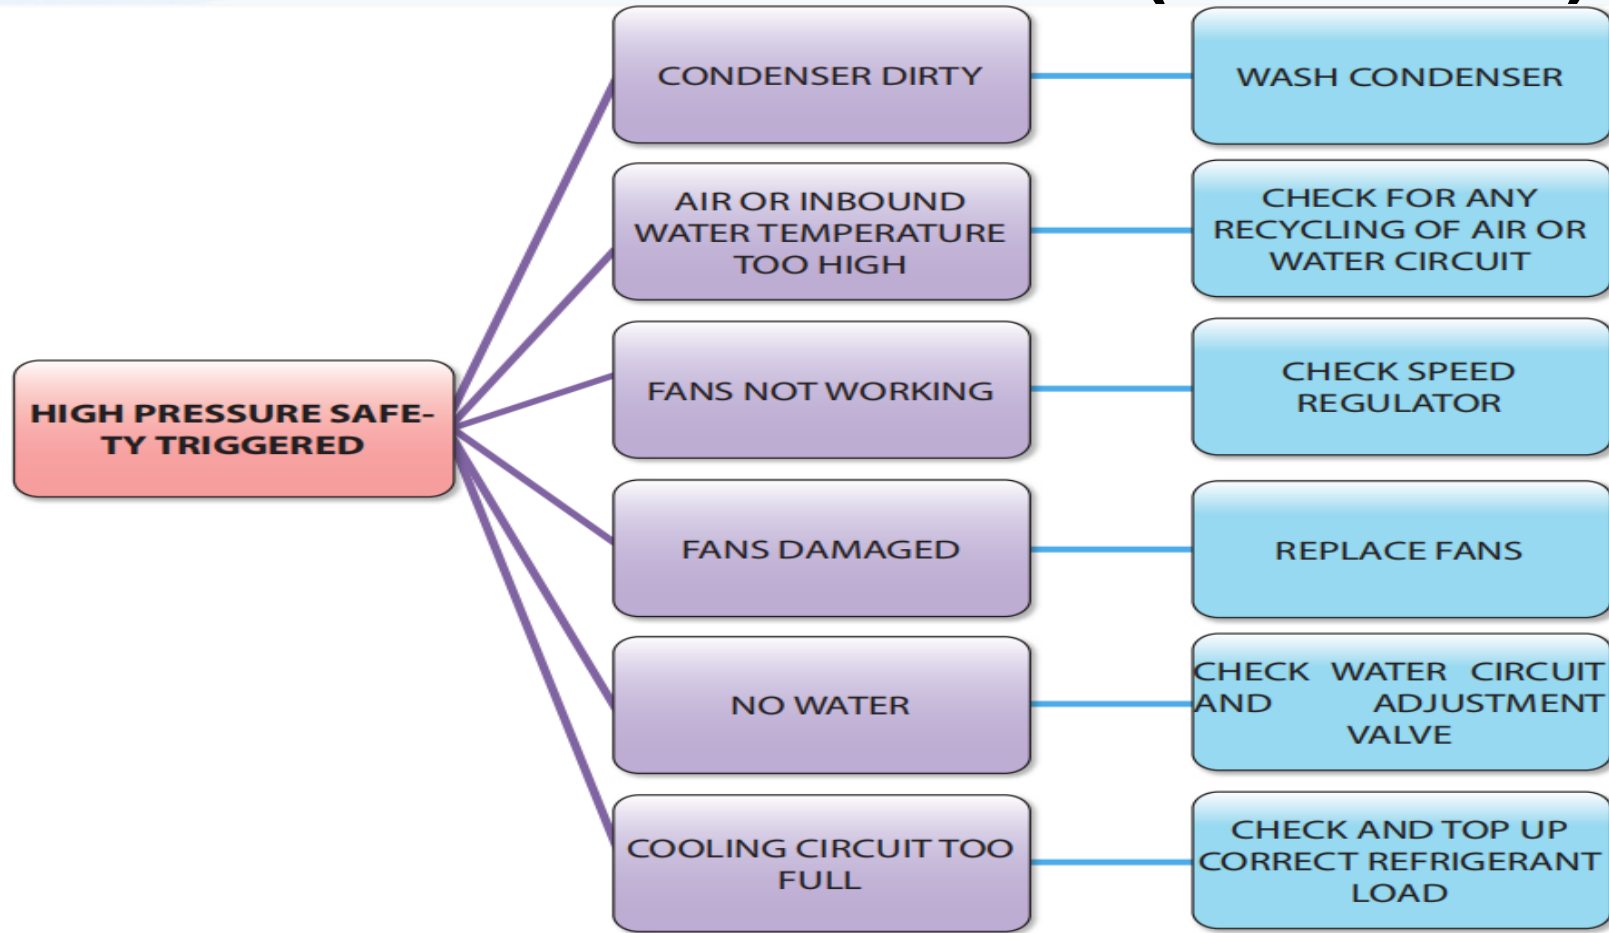 CONDENSER DIRTY
WASH CONDENSER
AIR OR INBOUND
WATER TEMPERATURE
TOO HIGH
CHECK FOR ANY
RECYCLING OF AIR OR
WATER CIRCUIT
HIGH PRESSURE SAFE-
TY TRIGGERED
FANS NOT WORKING
CHECK SPEED
REGULATOR
FANS DAMAGED
REPLACE FANS
NO WATER
CHECK WATER CIRCUIT
AND ADJUSTMENT
VALVE
COOLING CIRCUIT TOO
FULL
CHECK AND TOP UP
CORRECT REFRIGERANT
LOAD